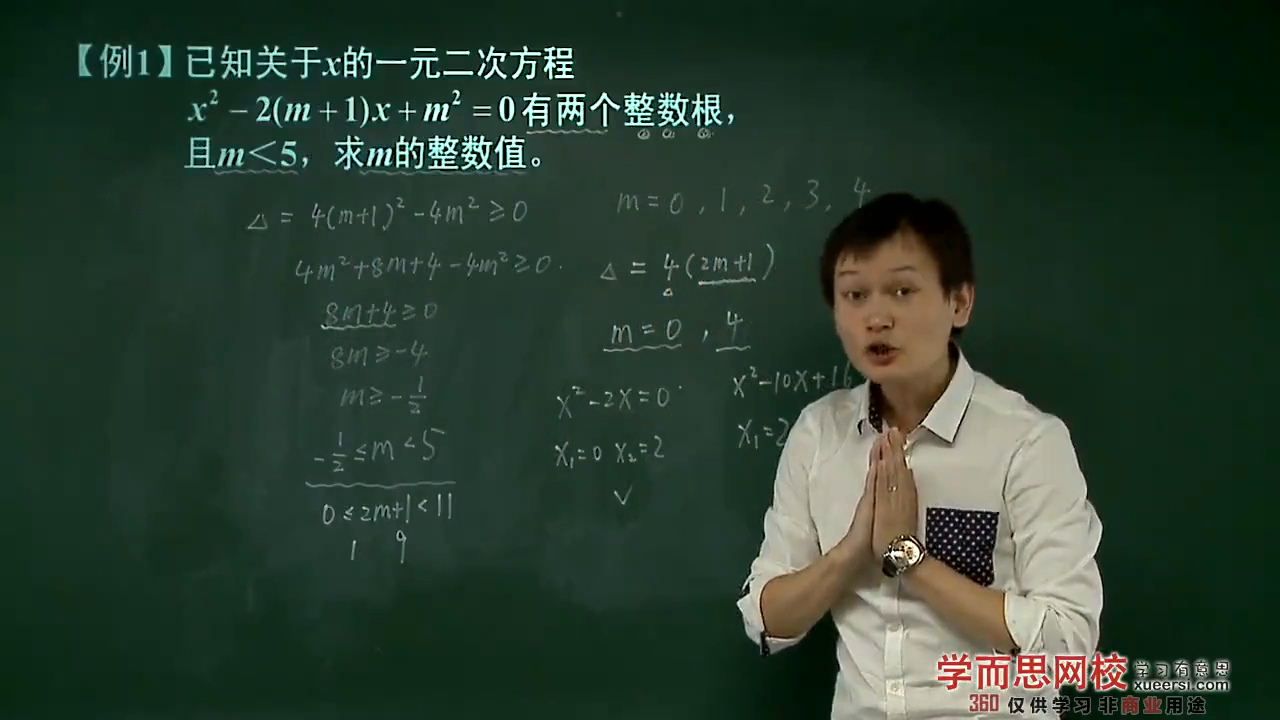 【例1】已知关于x的一元二次方程
x² − 2(m + 1)x + m² = 0 有两个整数根，
且m＜5，求m的整数值。
△ = 4(m+1)² − 4m² ≥ 0
4m² + 8m + 4 − 4m² ≥ 0.
8m + 4 ≥ 0
8m ≥ −4
m ≥ −1/2
−1/2 ≤ m < 5
0 ≤ 2m+1 < 11
1 9
m = 0 , 1 , 2 , 3 , 4
△ = 4(2m+1)
m = 0 , 4
x² − 2x = 0
x₁ = 0 x₂ = 2
√
x² − 10x + 16
x₁ = 2
学而思网校 学习有意思
xueersi.com
360 仅供学习 非商业用途